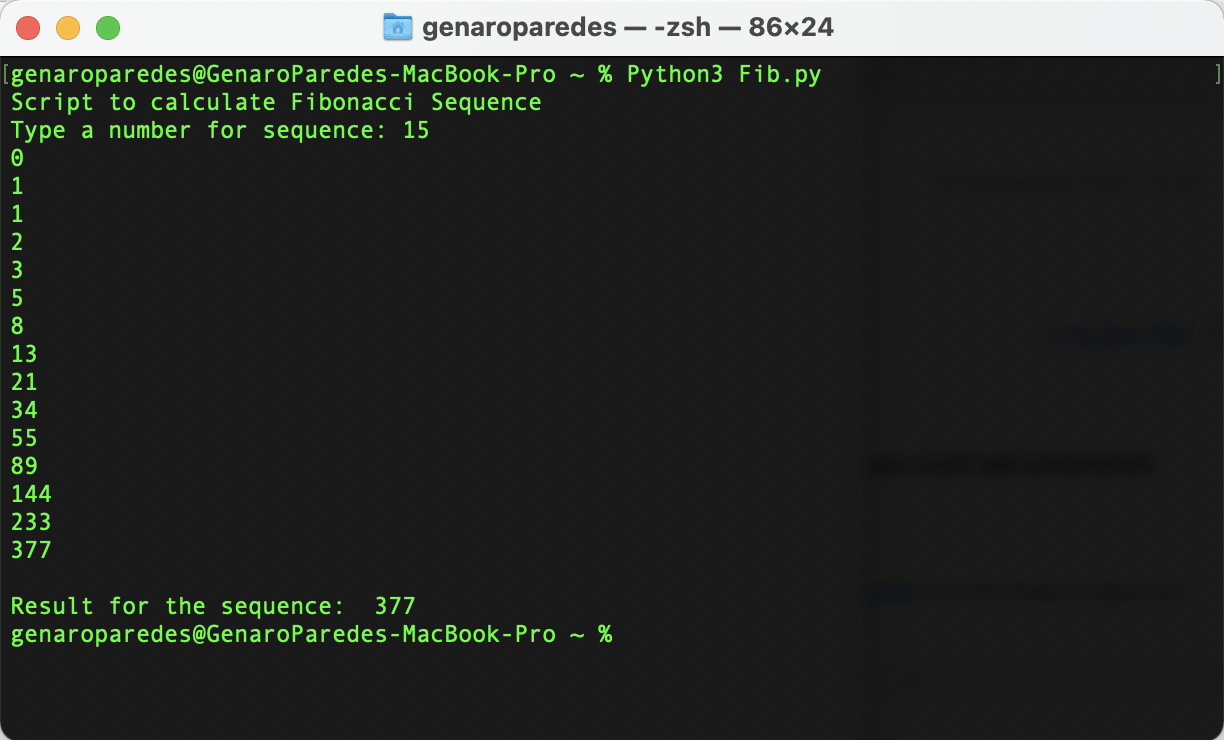 genaroparedes — -zsh — 86×24
[genaroparedes@GenaroParedes-MacBook-Pro ~ % Python3 Fib.py ]
Script to calculate Fibonacci Sequence
Type a number for sequence: 15
0
1
1
2
3
5
8
13
21
34
55
89
144
233
377
Result for the sequence:  377
genaroparedes@GenaroParedes-MacBook-Pro ~ %